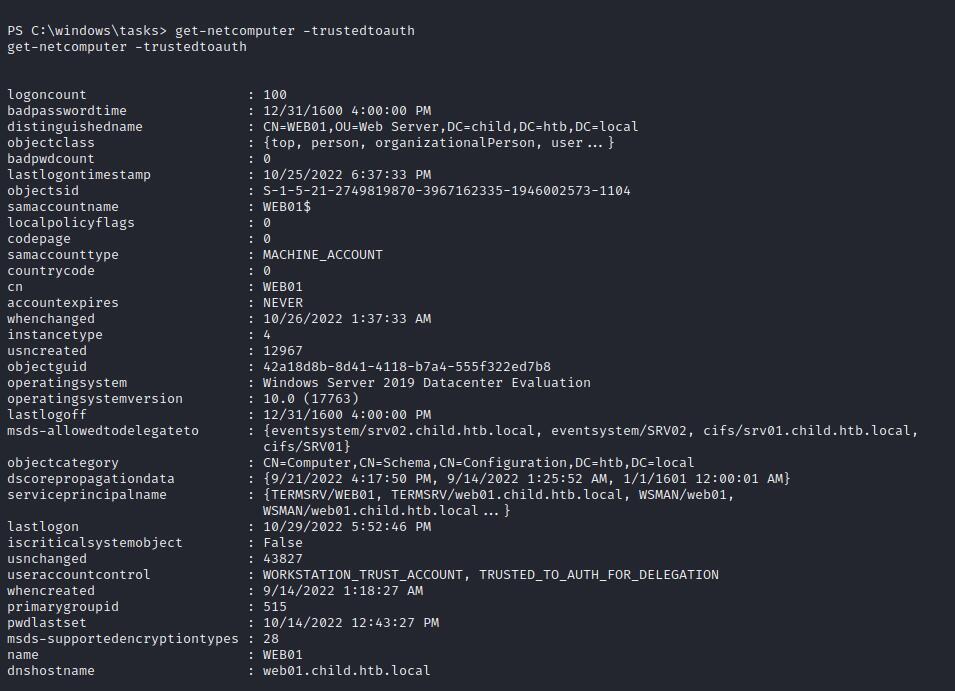 PS C:\windows\tasks> get-netcomputer -trustedtoauth
get-netcomputer -trustedtoauth
logoncount                    : 100
badpasswordtime               : 12/31/1600 4:00:00 PM
distinguishedname             : CN=WEB01,OU=Web Server,DC=child,DC=htb,DC=local
objectclass                   : {top, person, organizationalPerson, user...}
badpwdcount                   : 0
lastlogontimestamp            : 10/25/2022 6:37:33 PM
objectsid                     : S-1-5-21-2749819870-3967162335-1946002573-1104
samaccountname                : WEB01$
localpolicyflags              : 0
codepage                      : 0
samaccounttype                : MACHINE_ACCOUNT
countrycode                   : 0
cn                            : WEB01
accountexpires                : NEVER
whenchanged                   : 10/26/2022 1:37:33 AM
instancetype                  : 4
usncreated                    : 12967
objectguid                    : 42a18d8b-8d41-4118-b7a4-555f322ed7b8
operatingsystem               : Windows Server 2019 Datacenter Evaluation
operatingsystemversion        : 10.0 (17763)
lastlogoff                    : 12/31/1600 4:00:00 PM
msds-allowedtodelegateto      : {eventsystem/srv02.child.htb.local, eventsystem/SRV02, cifs/srv01.child.htb.local,
                                cifs/SRV01}
objectcategory                : CN=Computer,CN=Schema,CN=Configuration,DC=htb,DC=local
dscorepropagationdata         : {9/21/2022 4:17:50 PM, 9/14/2022 1:25:52 AM, 1/1/1601 12:00:01 AM}
serviceprincipalname          : {TERMSRV/WEB01, TERMSRV/web01.child.htb.local, WSMAN/web01,
                                WSMAN/web01.child.htb.local...}
lastlogon                     : 10/29/2022 5:52:46 PM
iscriticalsystemobject        : False
usnchanged                    : 43827
useraccountcontrol            : WORKSTATION_TRUST_ACCOUNT, TRUSTED_TO_AUTH_FOR_DELEGATION
whencreated                   : 9/14/2022 1:18:27 AM
primarygroupid                : 515
pwdlastset                    : 10/14/2022 12:43:27 PM
msds-supportedencryptiontypes : 28
name                          : WEB01
dnshostname                   : web01.child.htb.local